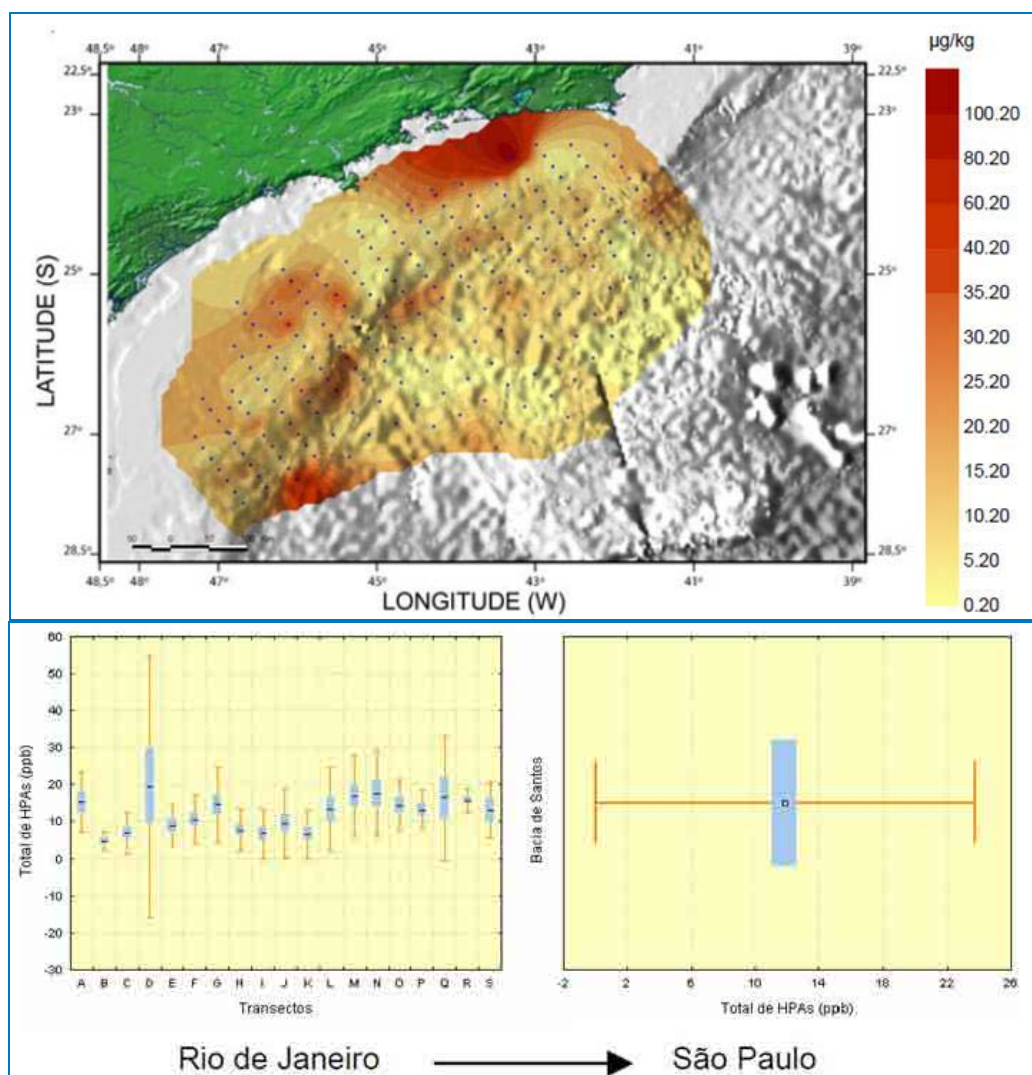 µg/kg
48,5° 48° 47° 45° 43° 41° 39°
22.5° 22.5°
23° 23°
100.20
80.20
60.20
40.20
35.20
30.20
25.20
20.20
15.20
10.20
5.20
0.20
LATITUDE (S)
25° 25°
27° 27°
28.5° 28.5°
48,5° 48° 47° 45° 43° 41° 39°
LONGITUDE (W)
Total de HPAs (ppb)
60
50
40
30
20
10
0
-10
-20
-30
A B C D E F G H I J K L M N O P Q R S
Transectos
Bacia de Santos
-2 2 6 10 14 18 22 26
Total de HPAs (ppb)
Rio de Janeiro São Paulo